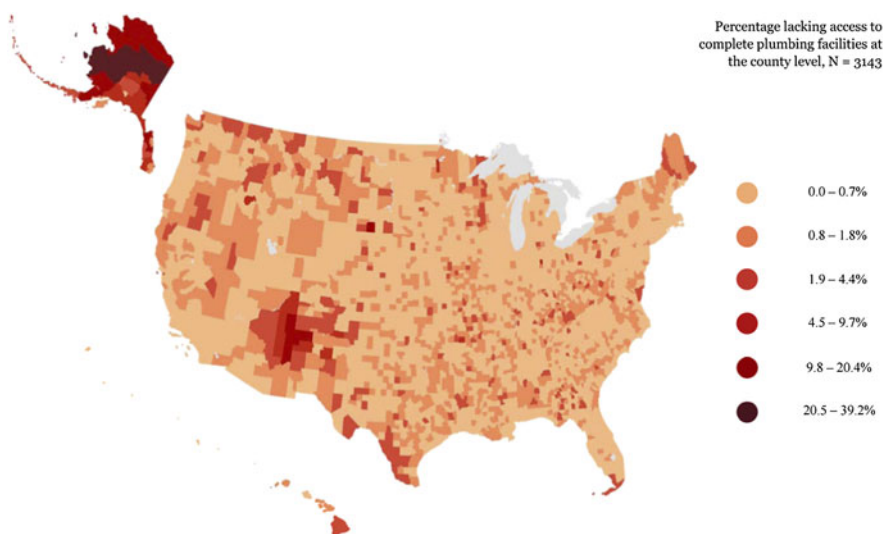 Percentage lacking access to
complete plumbing facilities at
the county level, N = 3143
0.0 – 0.7%
0.8 – 1.8%
1.9 – 4.4%
4.5 – 9.7%
9.8 – 20.4%
20.5 – 39.2%